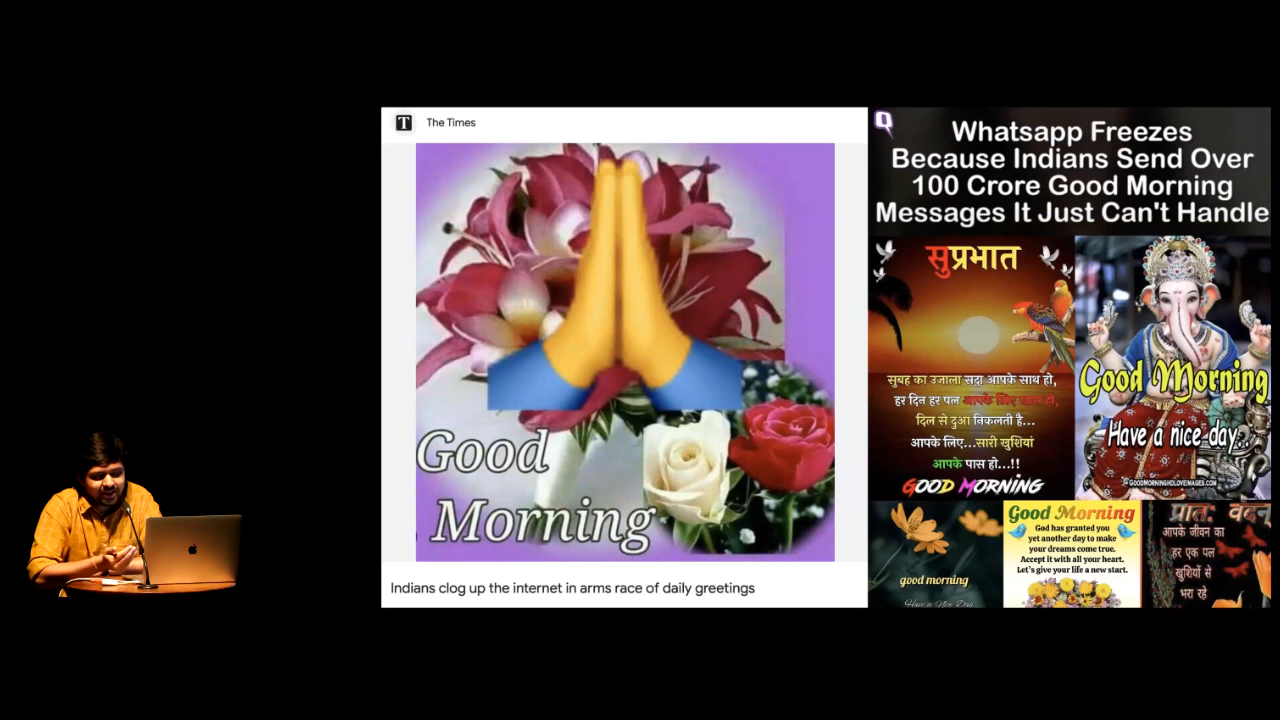 T The Times
Good
Morning
Indians clog up the internet in arms race of daily greetings
Q
Whatsapp Freezes
Because Indians Send Over
100 Crore Good Morning
Messages It Just Can't Handle
सुप्रभात
सुबह का उजाला सदा आपके साथ हो,
हर दिन हर पल आपके लिए खास हो,
दिल से दुआ निकलती है...
आपके लिए...सारी खुशियां
आपके पास हो...!!
GOOD MORNING
Good Morning
Have a nice day..
@GOODMORNINGHDLOVEIMAGES.COM
good morning
Have a Nice Day
Good Morning
God has granted you
yet another day to make
your dreams come true.
Accept it with all your heart.
Let's give your life a new start.
प्रात: वंदन
आपके जीवन का
हर एक पल
खुशियों से
भरा रहे